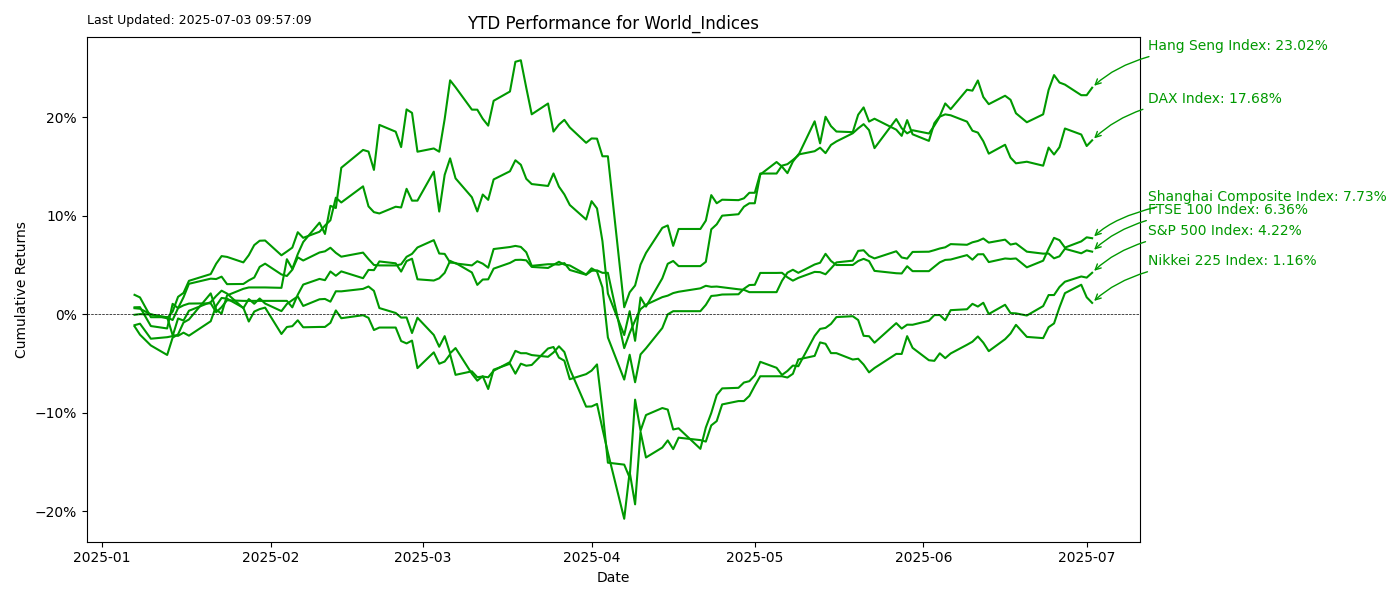 Last Updated: 2025-07-03 09:57:09
YTD Performance for World_Indices
Hang Seng Index: 23.02%
DAX Index: 17.68%
Shanghai Composite Index: 7.73%
FTSE 100 Index: 6.36%
S&P 500 Index: 4.22%
Nikkei 225 Index: 1.16%
Cumulative Returns
20%
10%
0%
−10%
−20%
2025-01
2025-02
2025-03
2025-04
2025-05
2025-06
2025-07
Date